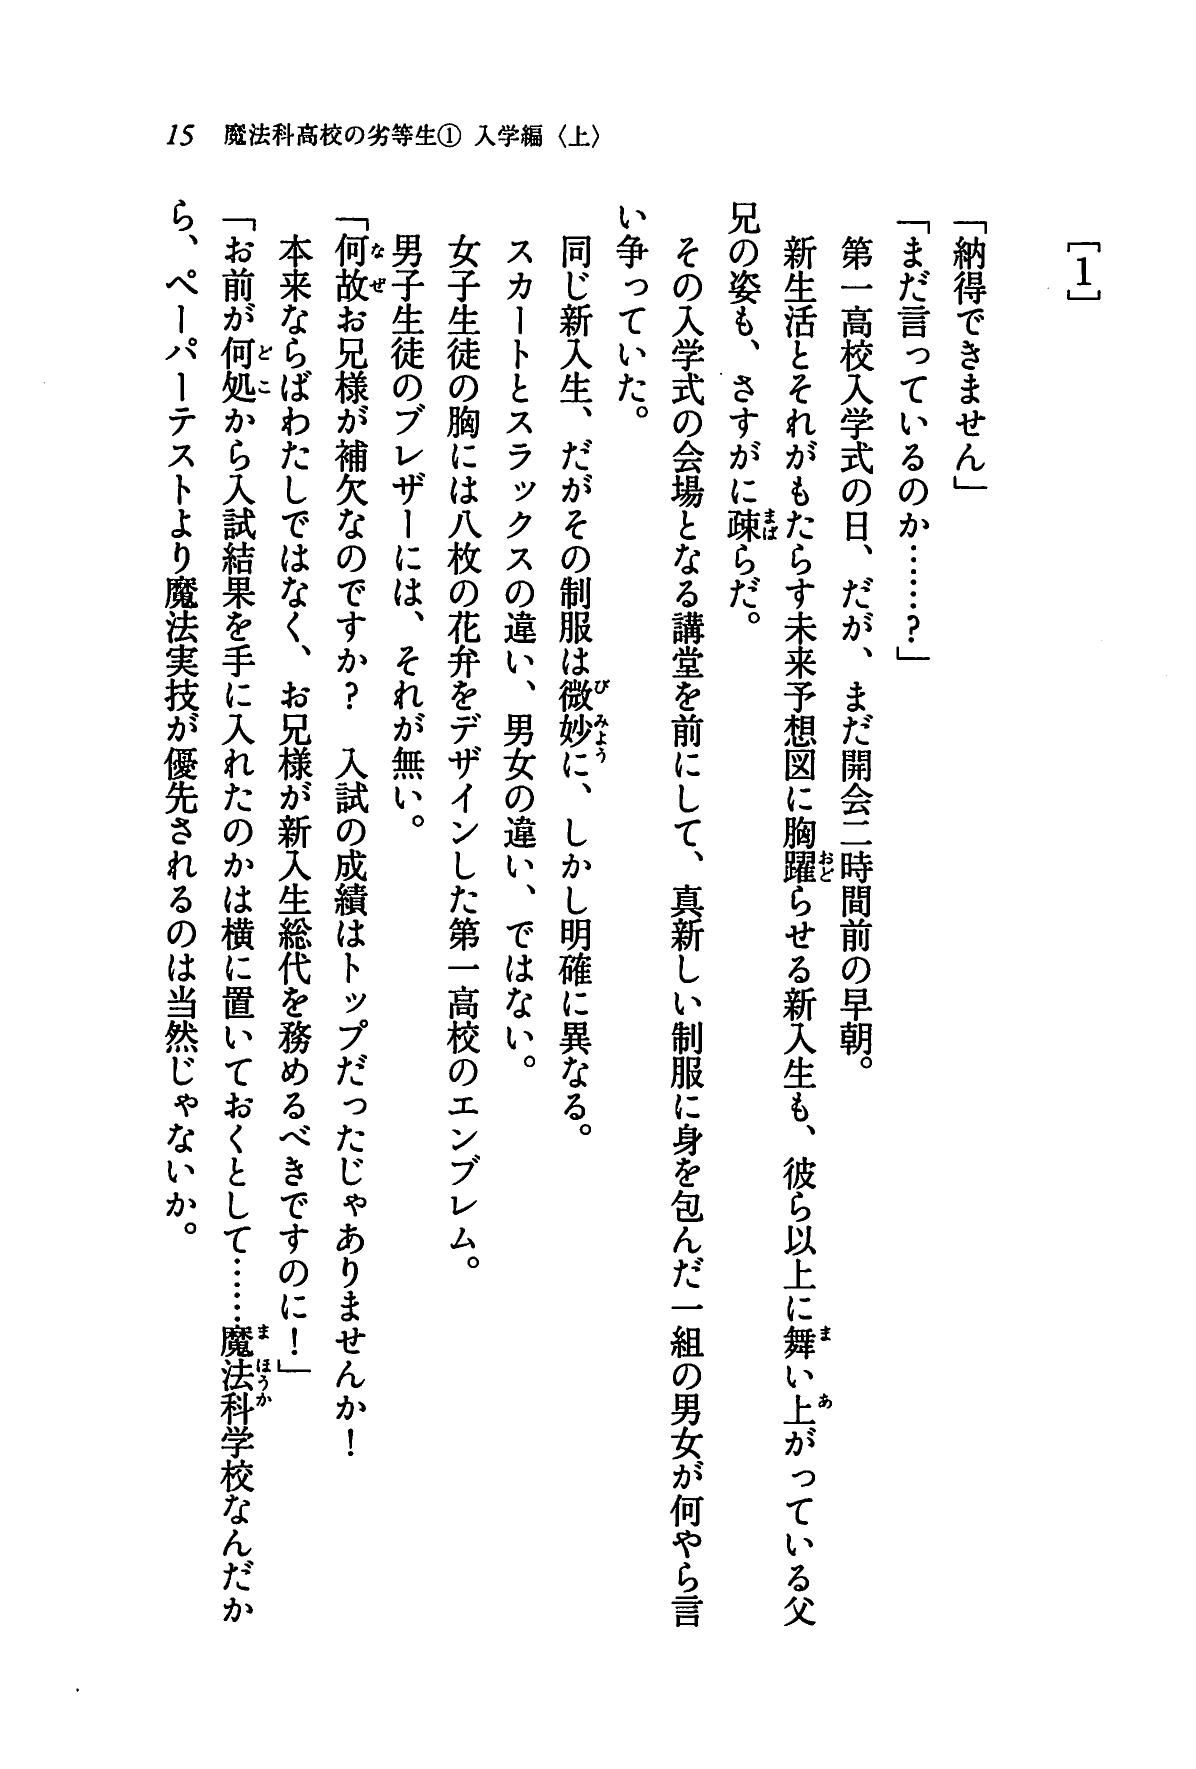 15 魔法科高校の劣等生① 入学編〈上〉
［1］
「納得できません」
「まだ言っているのか……？」
第一高校入学式の日、だが、まだ開会二時間前の早朝。
新生活とそれがもたらす未来予想図に胸躍らせる新入生も、彼ら以上に舞い上がっている父
兄の姿も、さすがに疎らだ。
その入学式の会場となる講堂を前にして、真新しい制服に身を包んだ一組の男女が何やら言
い争っていた。
同じ新入生、だがその制服は微妙に、しかし明確に異なる。
スカートとスラックスの違い、男女の違い、ではない。
女子生徒の胸には八枚の花弁をデザインした第一高校のエンブレム。
男子生徒のブレザーには、それが無い。
「何故お兄様が補欠なのですか？　入試の成績はトップだったじゃありませんか！
本来ならばわたしではなく、お兄様が新入生総代を務めるべきですのに！」
「お前が何処から入試結果を手に入れたのかは横に置いておくとして……魔法科学校なんだか
ら、ペーパーテストより魔法実技が優先されるのは当然じゃないか。